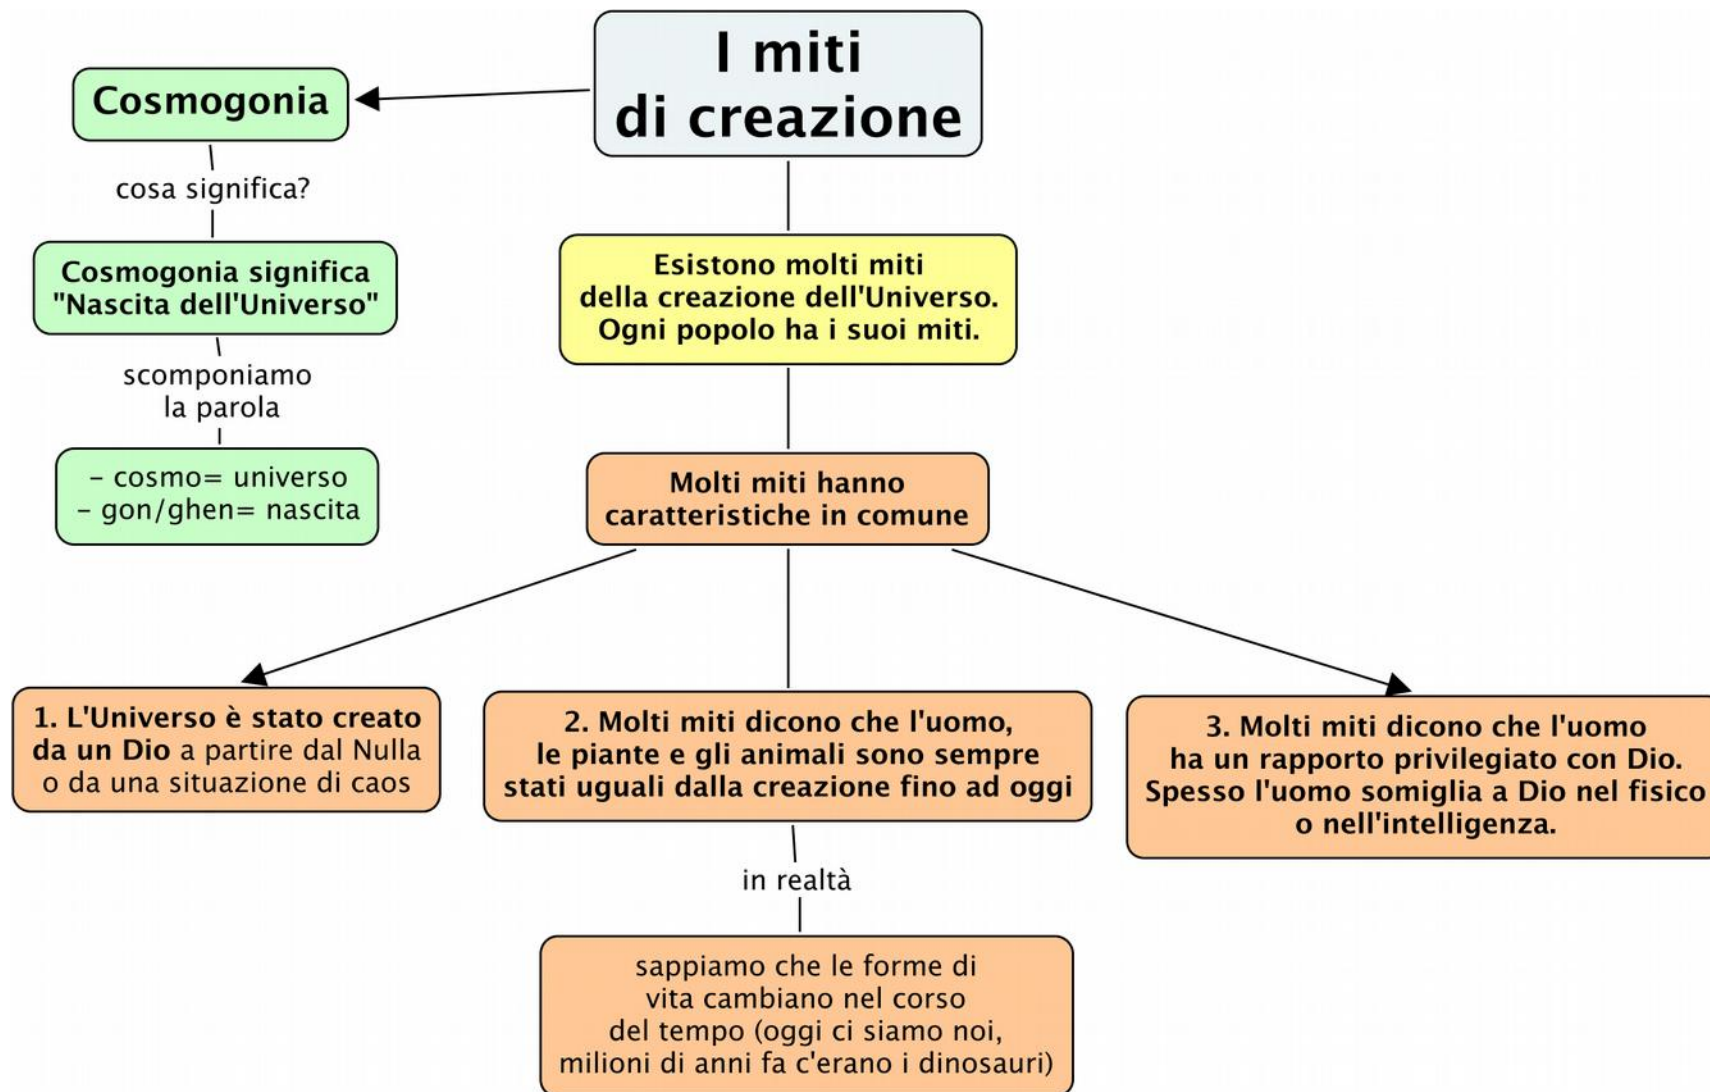 I miti
di creazione
Cosmogonia
cosa significa?
Cosmogonia significa
"Nascita dell'Universo"
scomponiamo
la parola
– cosmo= universo
– gon/ghen= nascita
Esistono molti miti
della creazione dell'Universo.
Ogni popolo ha i suoi miti.
Molti miti hanno
caratteristiche in comune
1. L'Universo è stato creato
da un Dio a partire dal Nulla
o da una situazione di caos
2. Molti miti dicono che l'uomo,
le piante e gli animali sono sempre
stati uguali dalla creazione fino ad oggi
in realtà
sappiamo che le forme di
vita cambiano nel corso
del tempo (oggi ci siamo noi,
milioni di anni fa c'erano i dinosauri)
3. Molti miti dicono che l'uomo
ha un rapporto privilegiato con Dio.
Spesso l'uomo somiglia a Dio nel fisico
o nell'intelligenza.